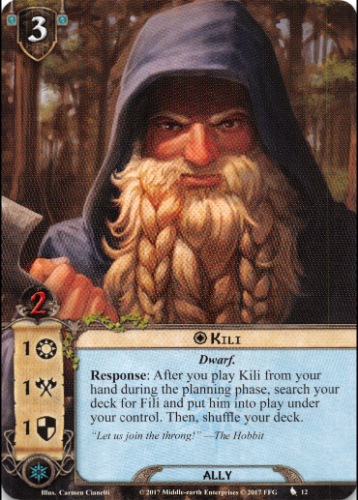 3
2
1
1
1
KILI
Dwarf.
Response: After you play Kili from your
hand during the planning phase, search your
deck for Fili and put him into play under
your control. Then, shuffle your deck.
“Let us join the throng!” —The Hobbit
ALLY
Illus. Carmen Cianelti
© 2017 Middle-earth Enterprises © 2017 FFG
12